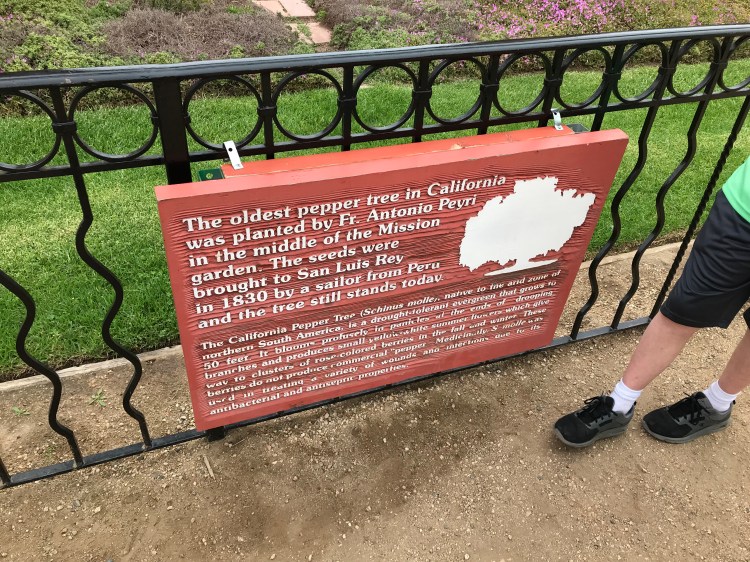 The oldest pepper tree in California
was planted by Fr. Antonio Peyri
in the middle of the Mission
garden. The seeds were
brought to San Luis Rey
in 1830 by a sailor from Peru
and the tree still stands today.
The California Pepper Tree (Schinus molle), native to the arid zone of
northern South America, is a drought-tolerant evergreen that grows to
50 feet. It blooms profusely in panicles at the ends of drooping
branches and produces small yellow-white summer flowers which give
way to clusters of rose-colored berries in the fall and winter. These
berries do not produce commercial "pepper". Medicinally, S molle was
used in treating a variety of wounds and infections due to its
antibacterial and antiseptic properties.